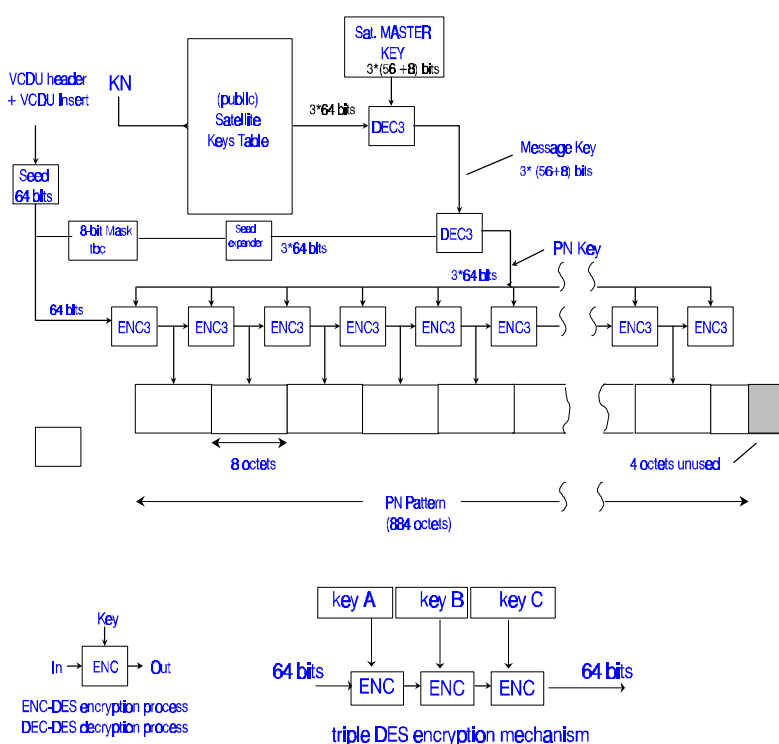 Sat. MASTER
KEY
3*(56 +8) bits
VCDU header
+ VCDU Insert
KN
(public)
Satellite
Keys Table
3*64 bits
DEC3
Message Key
3* (56+8) bits
Seed
64 bits
8-bit Mask
tbc
Seed
expander
3*64 bits
DEC3
PN Key
3*64 bits
64 bits
ENC3
ENC3
ENC3
ENC3
ENC3
ENC3
ENC3
ENC3
8 octets
4 octets unused
PN Pattern
(884 octets)
Key
In
ENC
Out
ENC-DES encryption process
DEC-DES decryption process
key A
key B
key C
64 bits
ENC
ENC
ENC
64 bits
triple DES encryption mechanism